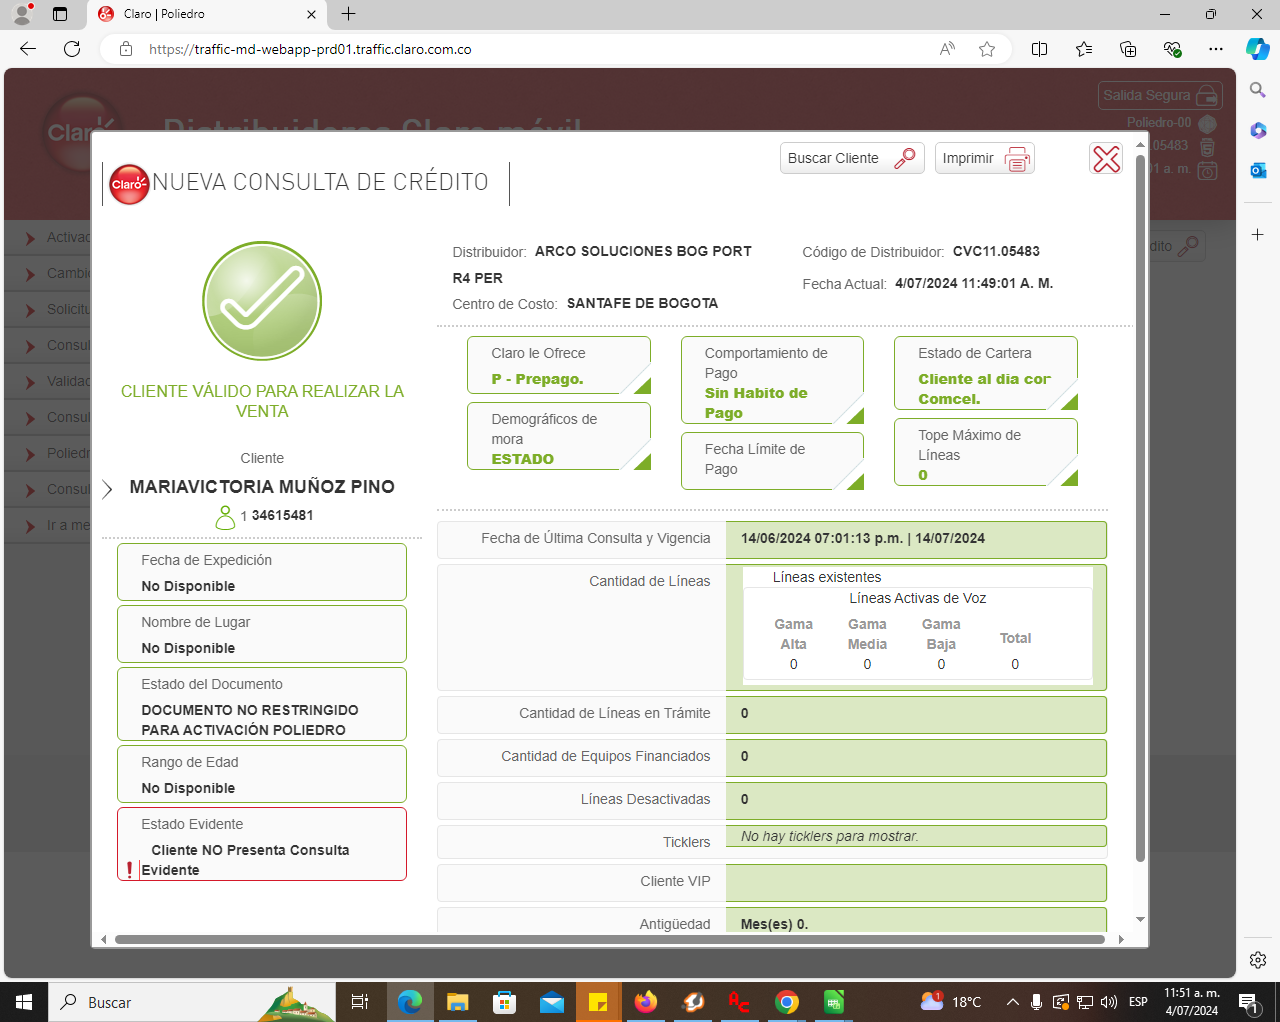 Claro | Poliedro
https://traffic-md-webapp-prd01.traffic.claro.com.co
Claro
Distribuidores Claro móvil
Salida Segura
Poliedro-00
.05483
1 a. m.
Buscar Cliente
Imprimir
Claro
NUEVA CONSULTA DE CRÉDITO
Activac
Cambi
Solicitu
Consul
Validac
Consul
Poliedr
Consul
Ir a me
dito
CLIENTE VÁLIDO PARA REALIZAR LA
VENTA
Cliente
MARIAVICTORIA MUÑOZ PINO
1 34615481
Fecha de Expedición
No Disponible
Nombre de Lugar
No Disponible
Estado del Documento
DOCUMENTO NO RESTRINGIDO
PARA ACTIVACIÓN POLIEDRO
Rango de Edad
No Disponible
Estado Evidente
Cliente NO Presenta Consulta
Evidente
Distribuidor: ARCO SOLUCIONES BOG PORT
R4 PER
Centro de Costo: SANTAFE DE BOGOTA
Código de Distribuidor: CVC11.05483
Fecha Actual: 4/07/2024 11:49:01 A. M.
Claro le Ofrece
P - Prepago.
Comportamiento de
Pago
Sin Habito de
Pago
Estado de Cartera
Cliente al dia cor
Comcel.
Demográficos de
mora
ESTADO
Fecha Límite de
Pago
Tope Máximo de
Líneas
0
Fecha de Última Consulta y Vigencia 14/06/2024 07:01:13 p.m. | 14/07/2024
Cantidad de Líneas
Líneas existentes
Líneas Activas de Voz
Gama Alta Gama Media Gama Baja Total
0 0 0 0
Cantidad de Líneas en Trámite 0
Cantidad de Equipos Financiados 0
Líneas Desactivadas 0
Ticklers No hay ticklers para mostrar.
Cliente VIP
Antigüedad Mes(es) 0.
Buscar
18°C
ESP
11:51 a. m.
4/07/2024
1
1